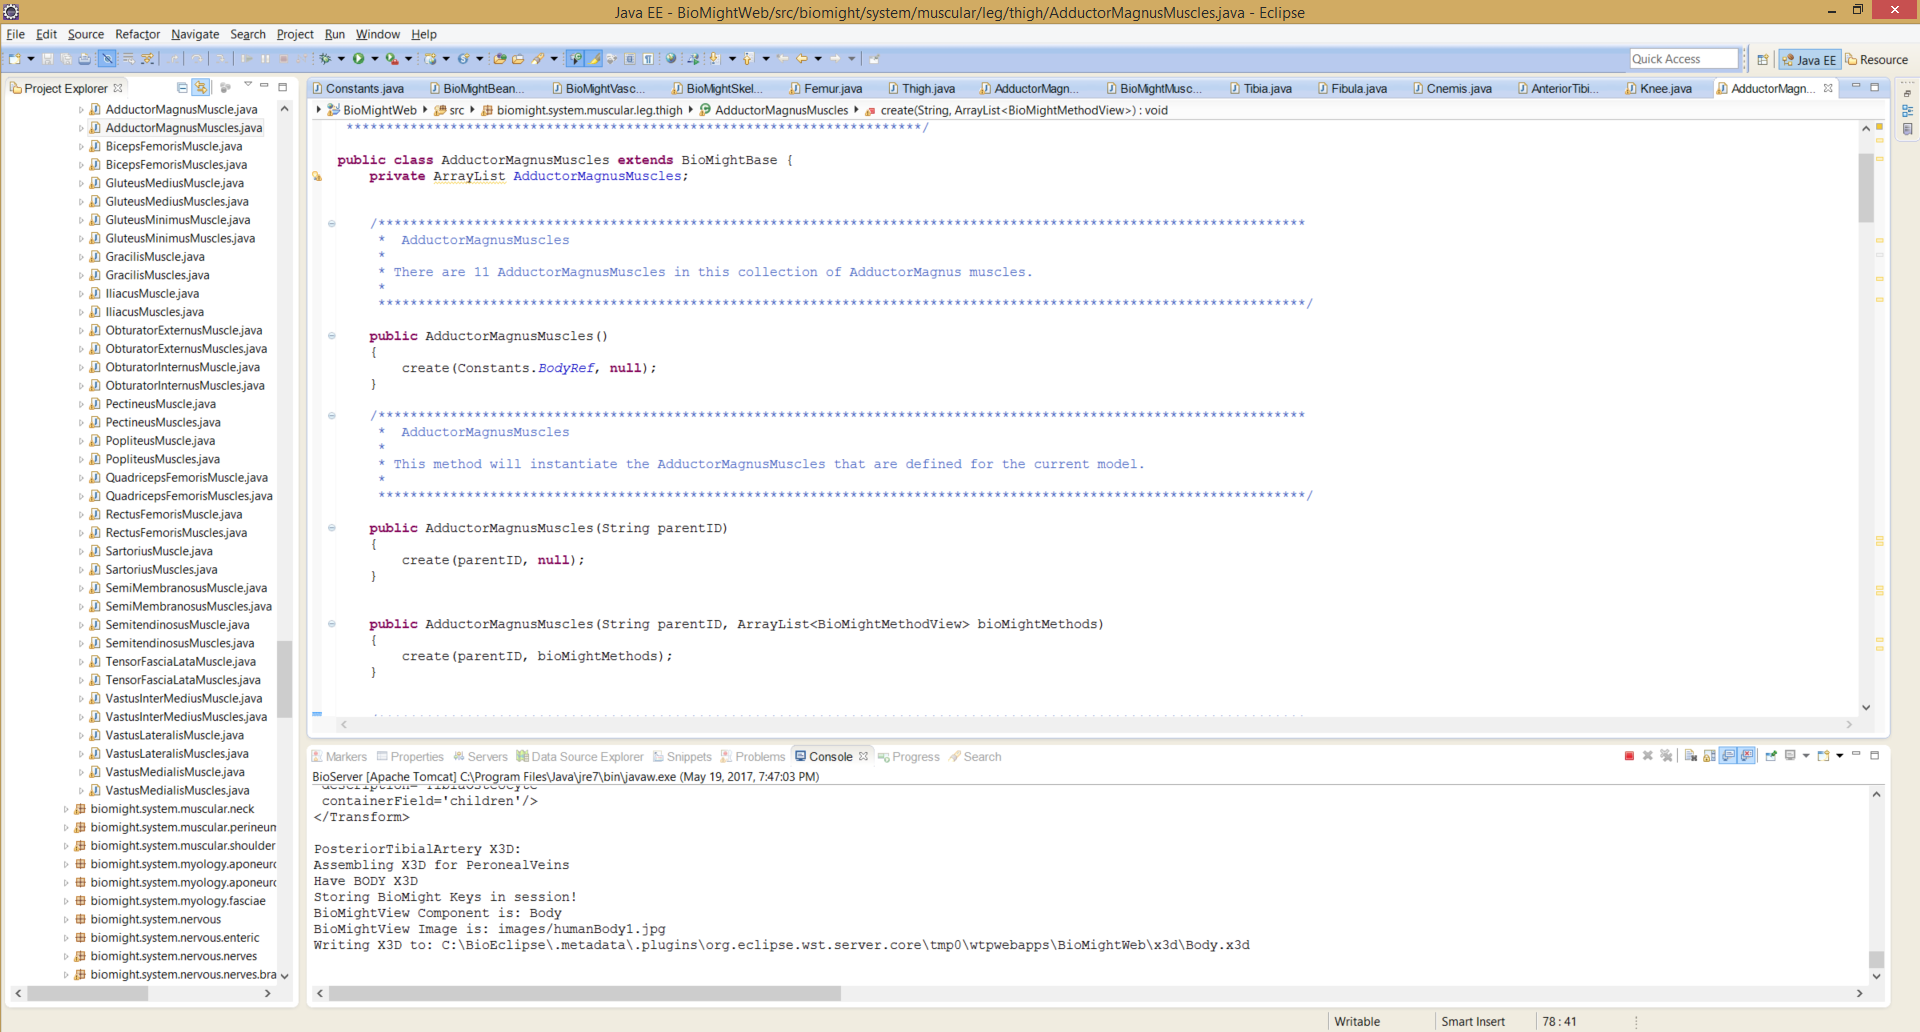 Java EE - BioMightWeb/src/biomight/system/muscular/leg/thigh/AdductorMagnusMuscles.java - Eclipse
File Edit Source Refactor Navigate Search Project Run Window Help
Quick Access
Java EE
Resource
Project Explorer
AdductorMagnusMuscle.java
AdductorMagnusMuscles.java
BicepsFemorisMuscle.java
BicepsFemorisMuscles.java
GluteusMediusMuscle.java
GluteusMediusMuscles.java
GluteusMinimusMuscle.java
GluteusMinimusMuscles.java
GracilisMuscle.java
GracilisMuscles.java
IliacusMuscle.java
IliacusMuscles.java
ObturatorExternusMuscle.java
ObturatorExternusMuscles.java
ObturatorInternusMuscle.java
ObturatorInternusMuscles.java
PectineusMuscle.java
PectineusMuscles.java
PopliteusMuscle.java
PopliteusMuscles.java
QuadricepsFemorisMuscle.java
QuadricepsFemorisMuscles.java
RectusFemorisMuscle.java
RectusFemorisMuscles.java
SartoriusMuscle.java
SartoriusMuscles.java
SemiMembranosusMuscle.java
SemiMembranosusMuscles.java
SemitendinosusMuscle.java
SemitendinosusMuscles.java
TensorFasciaLataMuscle.java
TensorFasciaLataMuscles.java
VastusInterMediusMuscle.java
VastusInterMediusMuscles.java
VastusLateralisMuscle.java
VastusLateralisMuscles.java
VastusMedialisMuscle.java
VastusMedialisMuscles.java
biomight.system.muscular.neck
biomight.system.muscular.perineum
biomight.system.muscular.shoulder
biomight.system.myology.aponeuro
biomight.system.myology.aponeuro
biomight.system.myology.fasciae
biomight.system.nervous
biomight.system.nervous.enteric
biomight.system.nervous.nerves
biomight.system.nervous.nerves.bra
Constants.java BioMightBean... BioMightVasc... BioMightSkel... Femur.java Thigh.java AdductorMagn... BioMightMusc... Tibia.java Fibula.java Cnemis.java AnteriorTibi... Knee.java AdductorMagn...
BioMightWeb src biomight.system.muscular.leg.thigh AdductorMagnusMuscles create(String, ArrayList<BioMightMethodView>) : void
************************************************************************/
public class AdductorMagnusMuscles extends BioMightBase {
private ArrayList AdductorMagnusMuscles;
/********************************************************************************************************************
* AdductorMagnusMuscles
*
* There are 11 AdductorMagnusMuscles in this collection of AdductorMagnus muscles.
*
********************************************************************************************************************/
public AdductorMagnusMuscles()
{
create(Constants.BodyRef, null);
}
/********************************************************************************************************************
* AdductorMagnusMuscles
*
* This method will instantiate the AdductorMagnusMuscles that are defined for the current model.
*
********************************************************************************************************************/
public AdductorMagnusMuscles(String parentID)
{
create(parentID, null);
}
public AdductorMagnusMuscles(String parentID, ArrayList<BioMightMethodView> bioMightMethods)
{
create(parentID, bioMightMethods);
}
Markers Properties Servers Data Source Explorer Snippets Problems Console Progress Search
BioServer [Apache Tomcat] C:\Program Files\Java\jre7\bin\javaw.exe (May 19, 2017, 7:47:03 PM)
containerField='children'/>
</Transform>
PosteriorTibialArtery X3D:
Assembling X3D for PeronealVeins
Have BODY X3D
Storing BioMight Keys in session!
BioMightView Component is: Body
BioMightView Image is: images/humanBody1.jpg
Writing X3D to: C:\BioEclipse\.metadata\.plugins\org.eclipse.wst.server.core\tmp0\wtpwebapps\BioMightWeb\x3d\Body.x3d
Writable Smart Insert 78 : 41